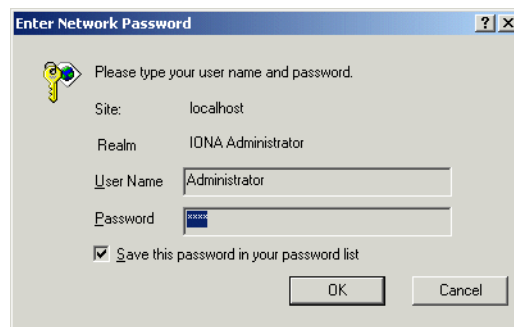 Enter Network Password
Please type your user name and password.
Site: localhost
Realm IONA Administrator
User Name Administrator
Password ****
Save this password in your password list
OK Cancel